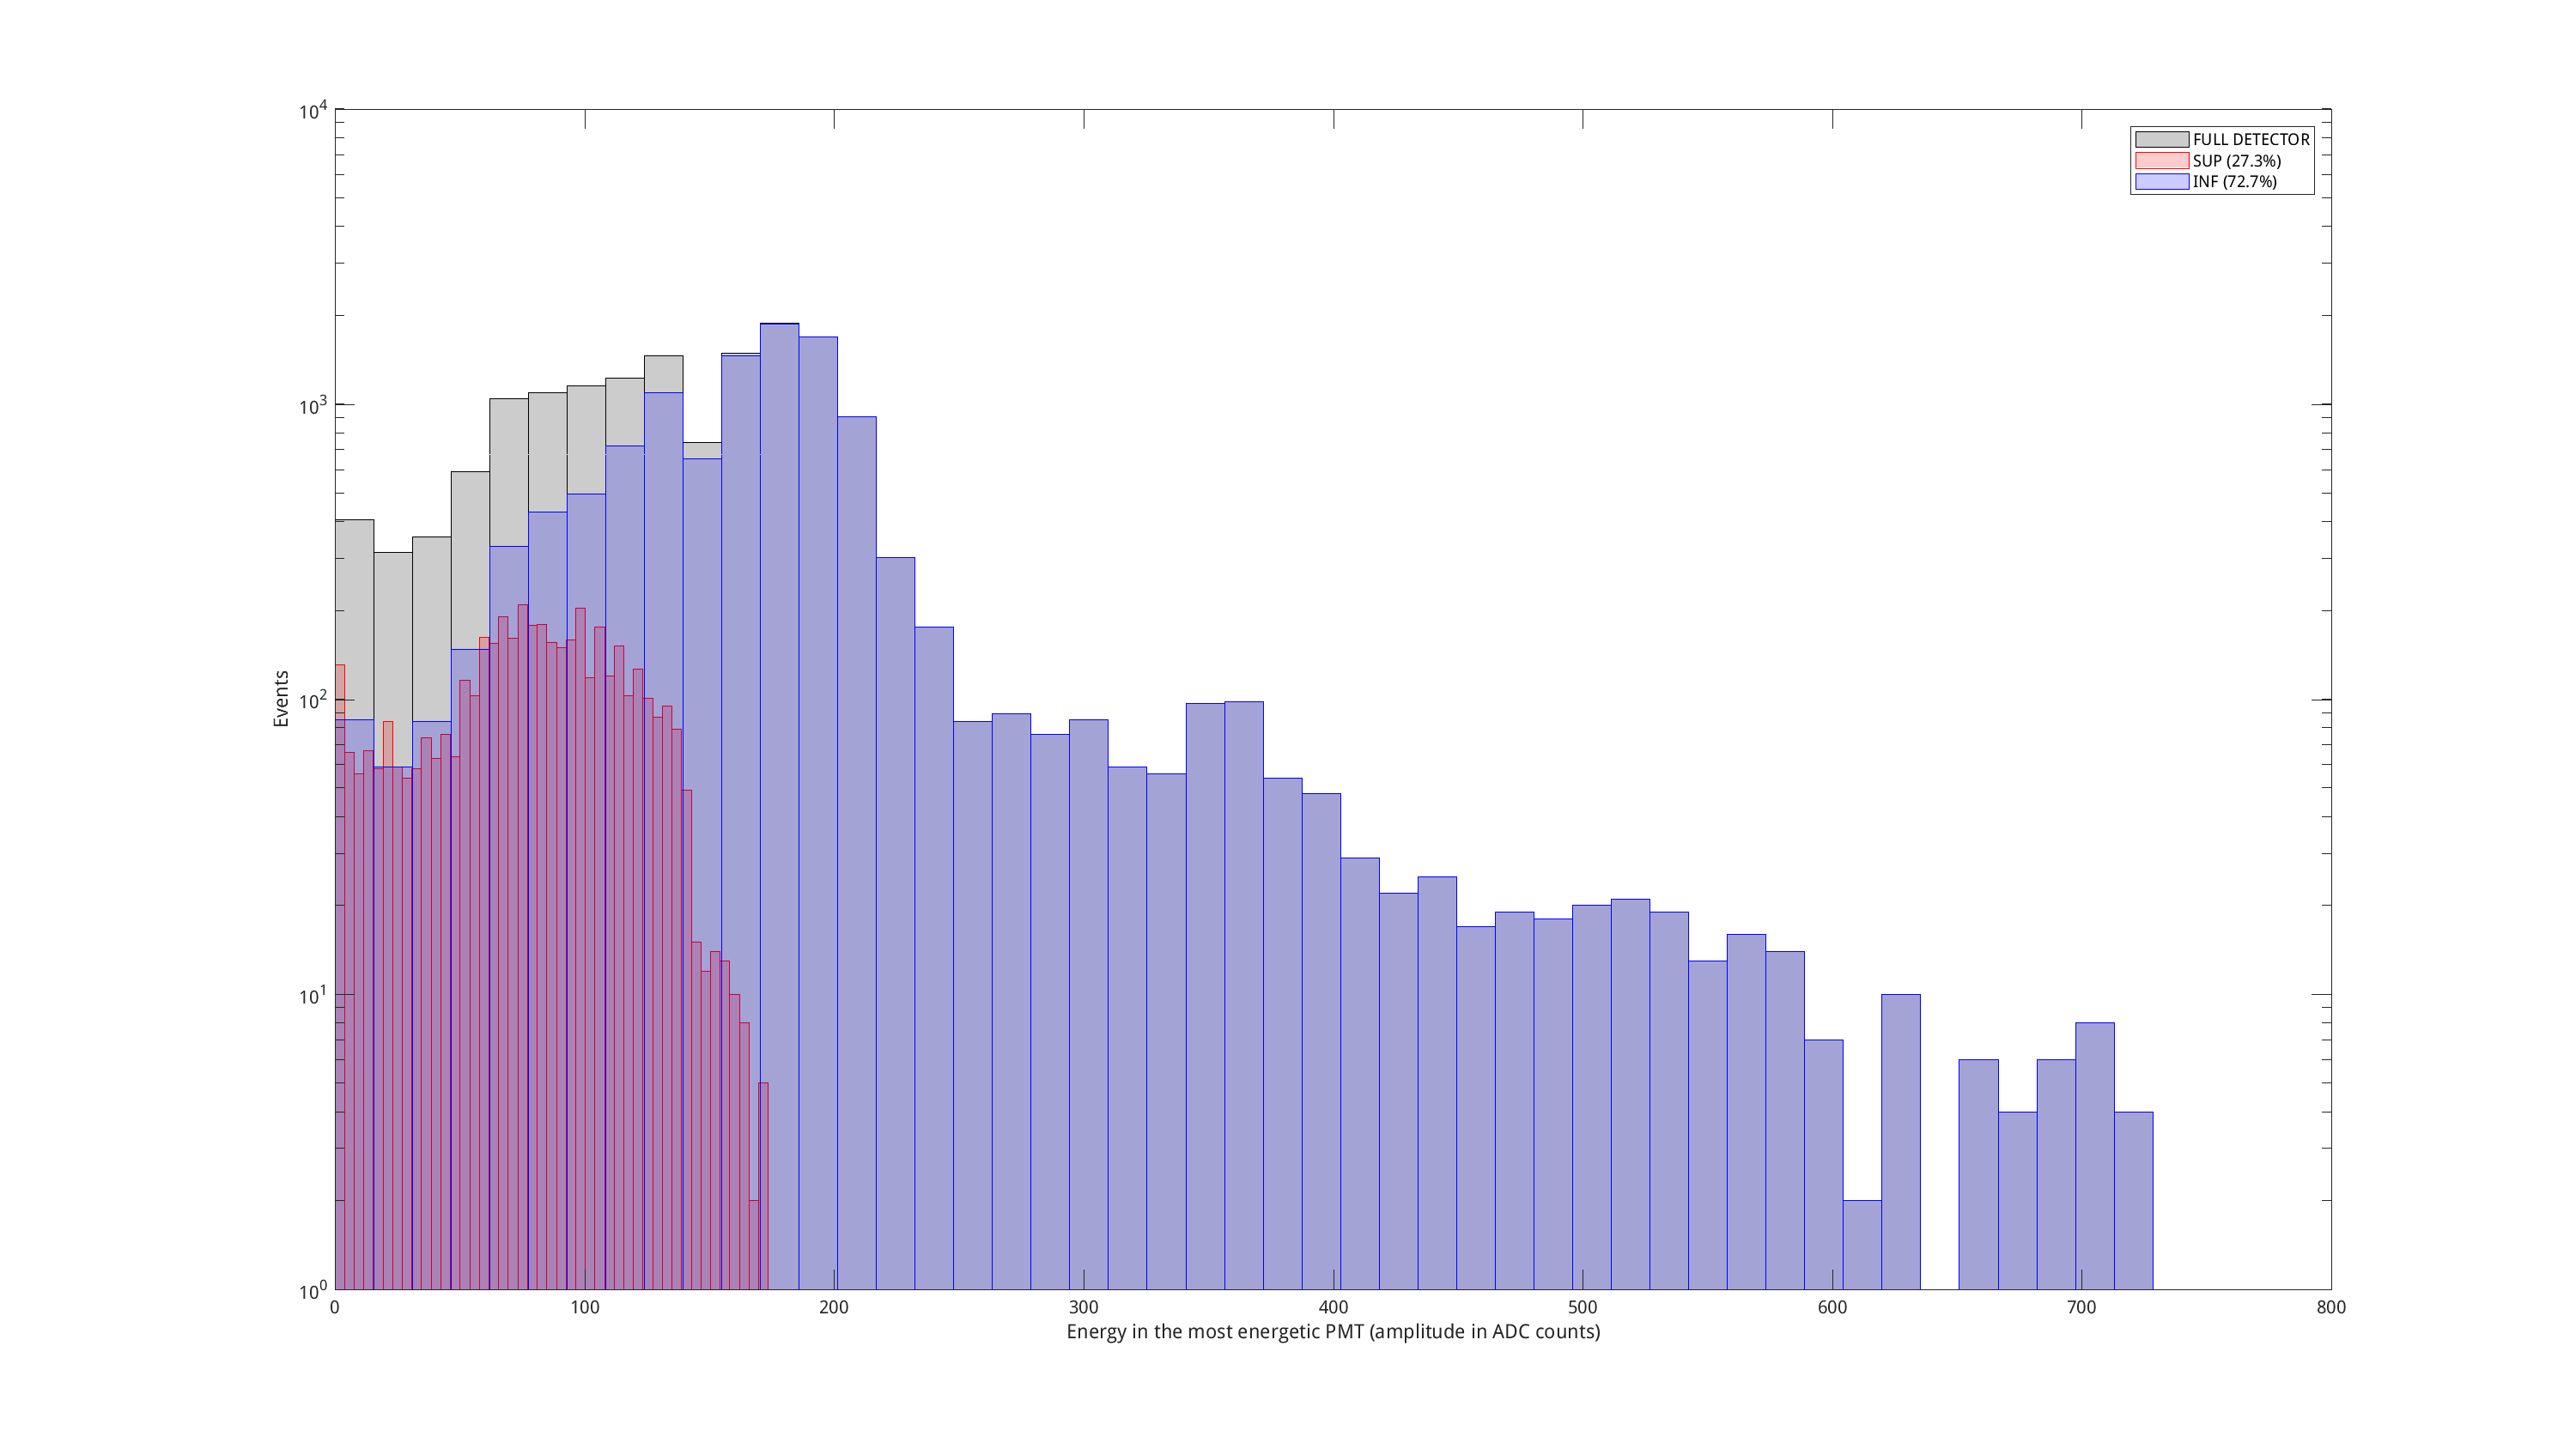 10^4
10^3
10^2
10^1
10^0
Events
FULL DETECTOR
SUP (27.3%)
INF (72.7%)
0 100 200 300 400 500 600 700 800
Energy in the most energetic PMT (amplitude in ADC counts)